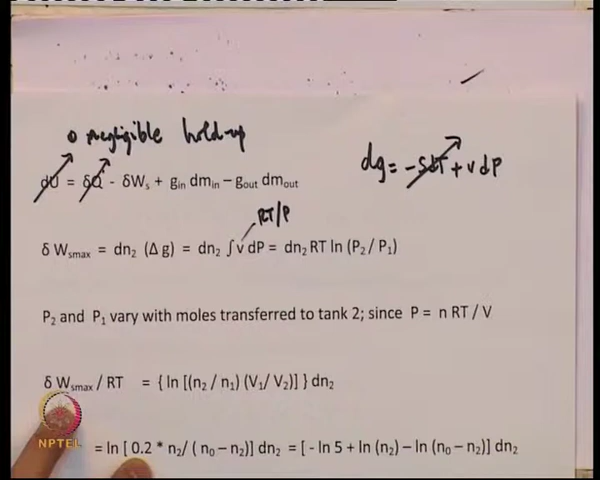 0 negligible hold-up
dg = -SdT + v dP
dU = δQ - δWs + gin dmin – gout dmout
RT/P
δ Wsmax = dn2 (Δ g) = dn2 ∫v dP = dn2 RT ln (P2 / P1)
P2 and P1 vary with moles transferred to tank 2; since P = n RT / V
δ Wsmax / RT = { ln [(n2 / n1) (V1/ V2)] } dn2
NPTEL
= ln [ 0.2 * n2/ ( n0 – n2)] dn2 = [ - ln 5 + ln (n2) – ln (n0 – n2)] dn2